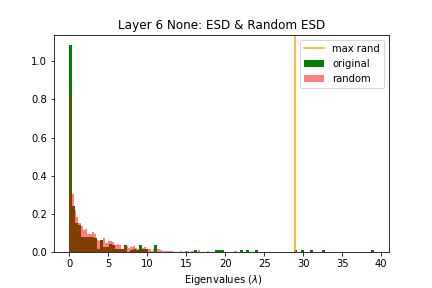 Layer 6 None: ESD & Random ESD
max rand
original
random
1.0
0.8
0.6
0.4
0.2
0.0
0 5 10 15 20 25 30 35 40
Eigenvalues (λ)